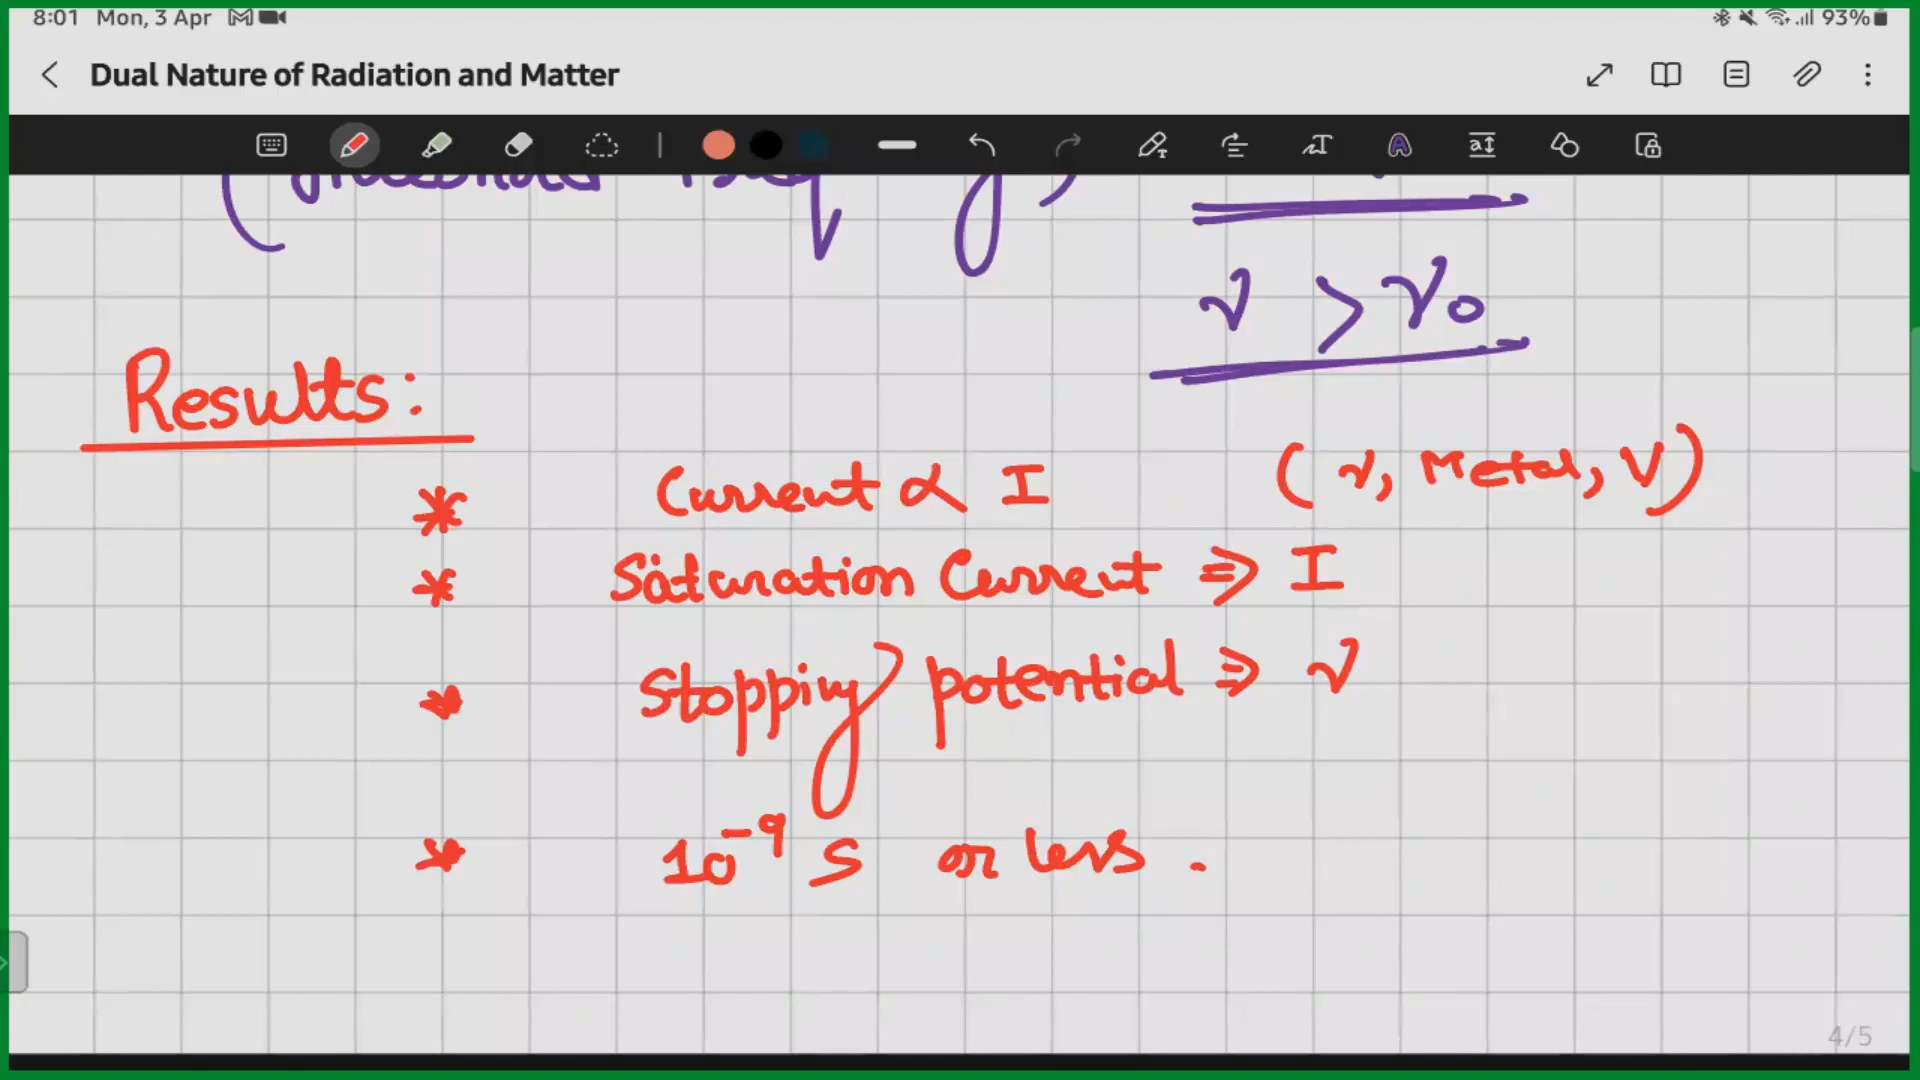 8:01 Mon, 3 Apr 93%
Dual Nature of Radiation and Matter
ν > ν₀
Results:
* Current ∝ I (ν, Metal, V)
* Saturation Current ⇒ I
* Stopping potential ⇒ ν
* 10⁻⁹ S or less .
4/5